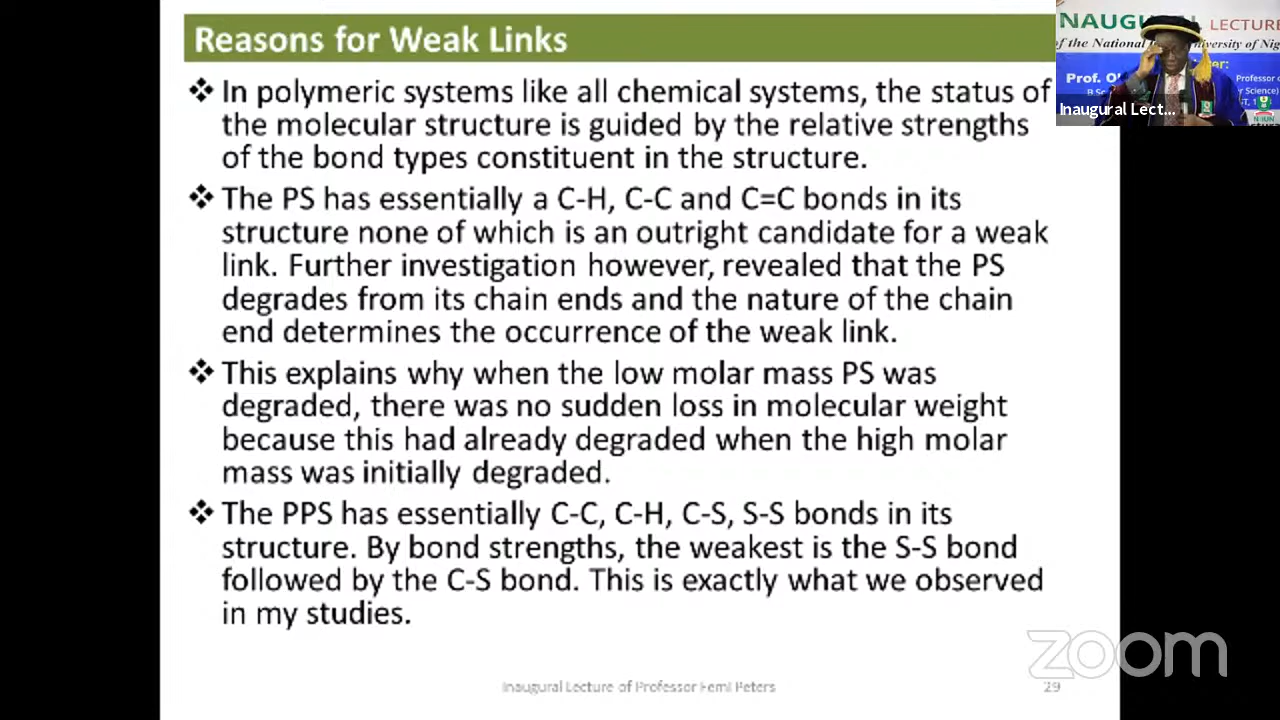 Reasons for Weak Links
❖ In polymeric systems like all chemical systems, the status of
the molecular structure is guided by the relative strengths
of the bond types constituent in the structure.
❖ The PS has essentially a C-H, C-C and C=C bonds in its
structure none of which is an outright candidate for a weak
link. Further investigation however, revealed that the PS
degrades from its chain ends and the nature of the chain
end determines the occurrence of the weak link.
❖ This explains why when the low molar mass PS was
degraded, there was no sudden loss in molecular weight
because this had already degraded when the high molar
mass was initially degraded.
❖ The PPS has essentially C-C, C-H, C-S, S-S bonds in its
structure. By bond strengths, the weakest is the S-S bond
followed by the C-S bond. This is exactly what we observed
in my studies.
Inaugural Lecture of Professor Femi Peters
29
NAUGURAL LECTURE
of the National University of Nig
Prof. O
Professor o
r Science)
Inaugural Lect...
zoom